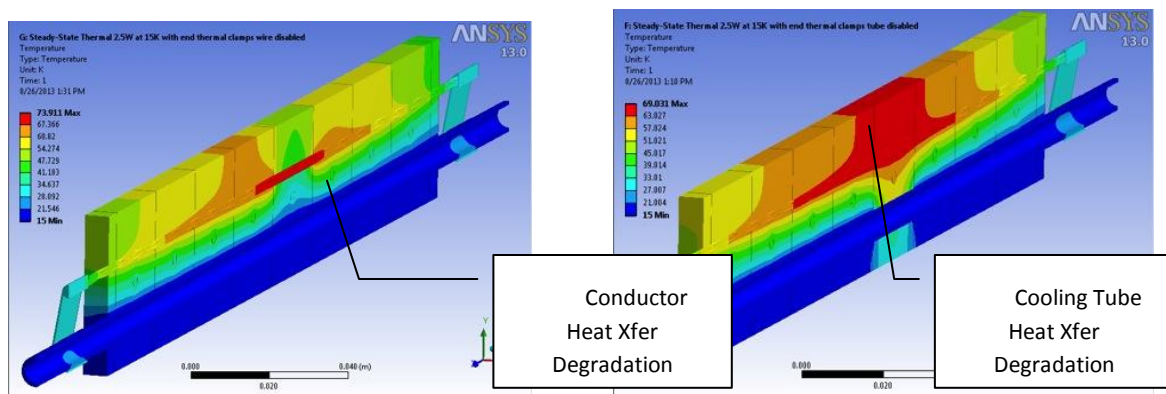 G: Steady-State Thermal 2.5W at 15K with end thermal clamps wire disabled
Temperature
Type: Temperature
Unit: K
Time: 1
8/26/2013 1:31 PM
ANSYS
13.0
73.911 Max
67.366
60.82
54.274
47.729
41.183
34.637
28.092
21.546
15 Min
0.000
0.040 (m)
0.020
Y
Conductor
Heat Xfer
Degradation
F: Steady-State Thermal 2.5W at 15K with end thermal clamps tube disabled
Temperature
Type: Temperature
Unit: K
Time: 1
8/26/2013 1:10 PM
ANSYS
13.0
69.031 Max
63.027
57.024
51.021
45.017
39.014
33.01
27.007
21.004
15 Min
0.000
0.020
Cooling Tube
Heat Xfer
Degradation